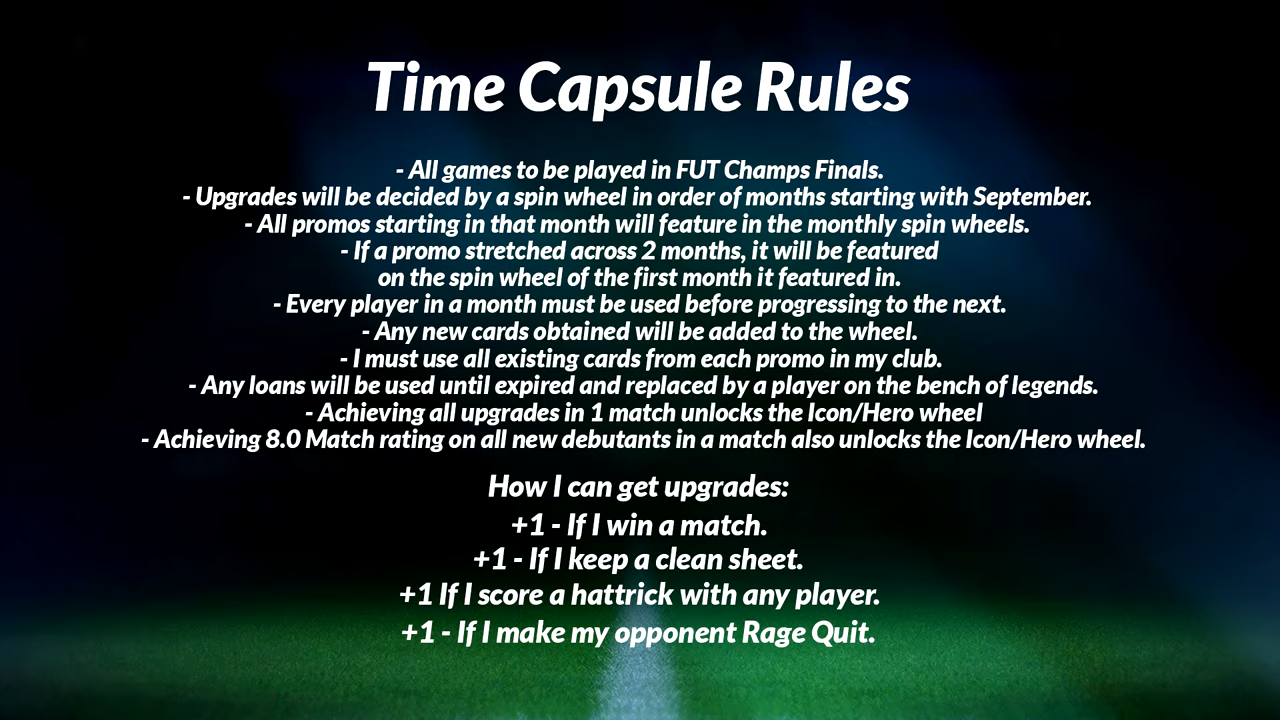 Time Capsule Rules
- All games to be played in FUT Champs Finals.
- Upgrades will be decided by a spin wheel in order of months starting with September.
- All promos starting in that month will feature in the monthly spin wheels.
- If a promo stretched across 2 months, it will be featured
on the spin wheel of the first month it featured in.
- Every player in a month must be used before progressing to the next.
- Any new cards obtained will be added to the wheel.
- I must use all existing cards from each promo in my club.
- Any loans will be used until expired and replaced by a player on the bench of legends.
- Achieving all upgrades in 1 match unlocks the Icon/Hero wheel
- Achieving 8.0 Match rating on all new debutants in a match also unlocks the Icon/Hero wheel.
How I can get upgrades:
+1 - If I win a match.
+1 - If I keep a clean sheet.
+1 If I score a hattrick with any player.
+1 - If I make my opponent Rage Quit.